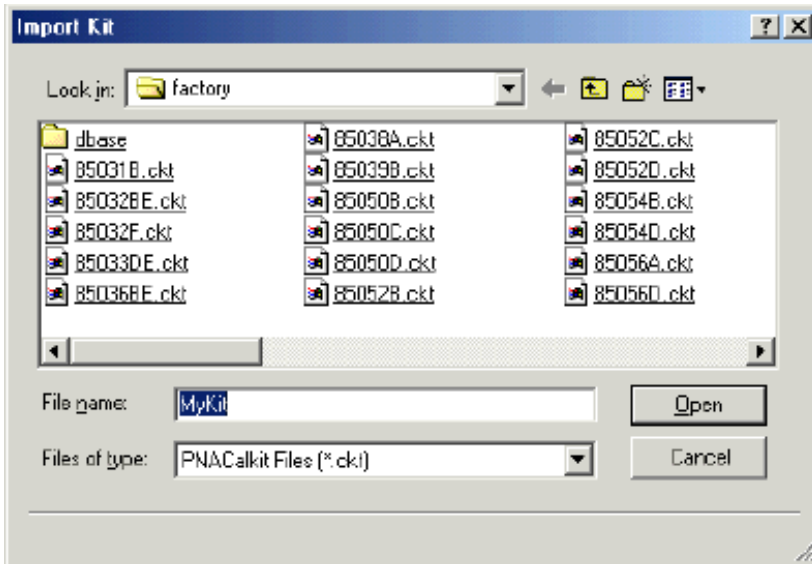 Import Kit
Look in: factory
dbase
85031B.ckt
85032BE.ckt
85032F.ckt
85033DE.ckt
85036BE.ckt
85038A.ckt
85039B.ckt
85050B.ckt
85050C.ckt
85050D.ckt
85052B.ckt
85052C.ckt
85052D.ckt
85054B.ckt
85054D.ckt
85056A.ckt
85056D.ckt
File name: MyKit
Open
Files of type: PNACalkit Files (*.ckt)
Cancel